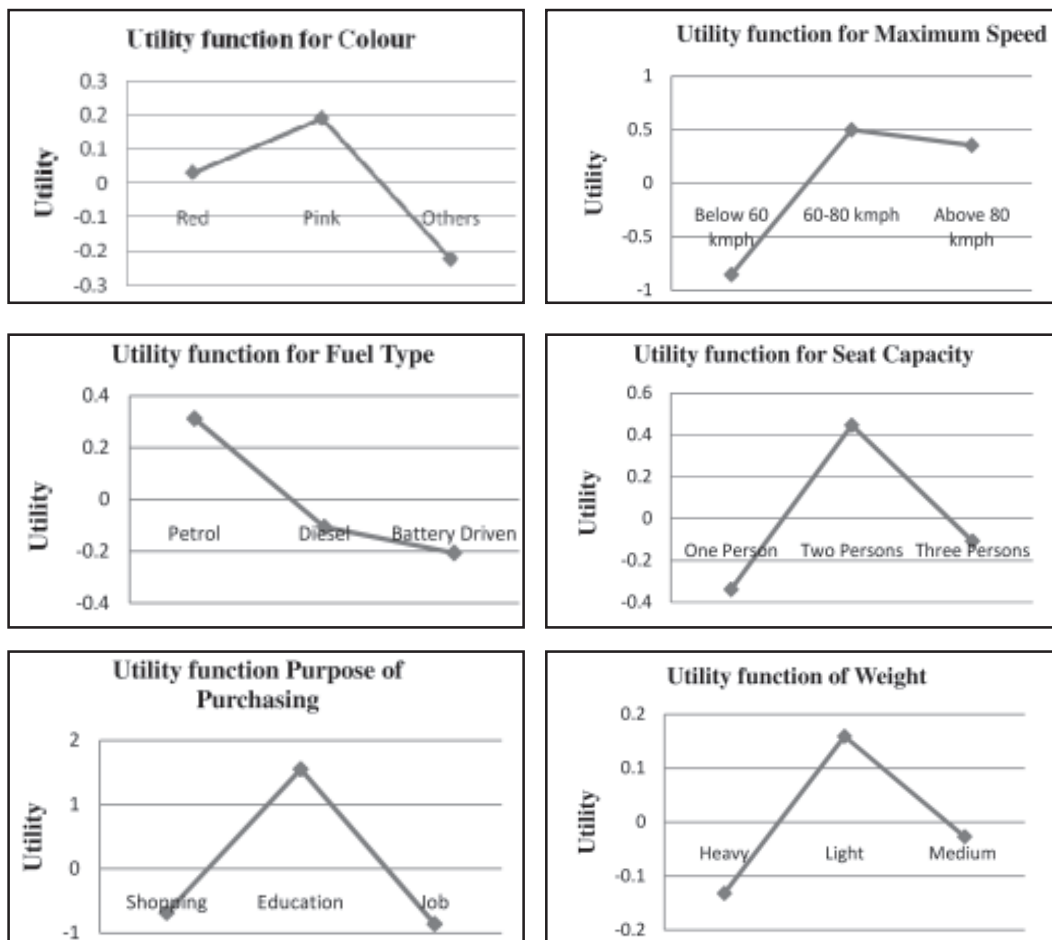 Utility function for Colour
Utility
0.3
0.2
0.1
0
-0.1
-0.2
-0.3
Red Pink Others
Utility function for Maximum Speed
Utility
1
0.5
0
-0.5
-1
Below 60 60-80 kmph Above 80
kmph kmph
Utility function for Fuel Type
Utility
0.4
0.2
0
-0.2
-0.4
Petrol Diesel Battery Driven
Utility function for Seat Capacity
Utility
0.6
0.4
0.2
0
-0.2
-0.4
One Person Two Persons Three Persons
Utility function Purpose of
Purchasing
Utility
2
1
0
-1
Shopping Education Job
Utility function of Weight
Utility
0.2
0.1
0
-0.1
-0.2
Heavy Light Medium